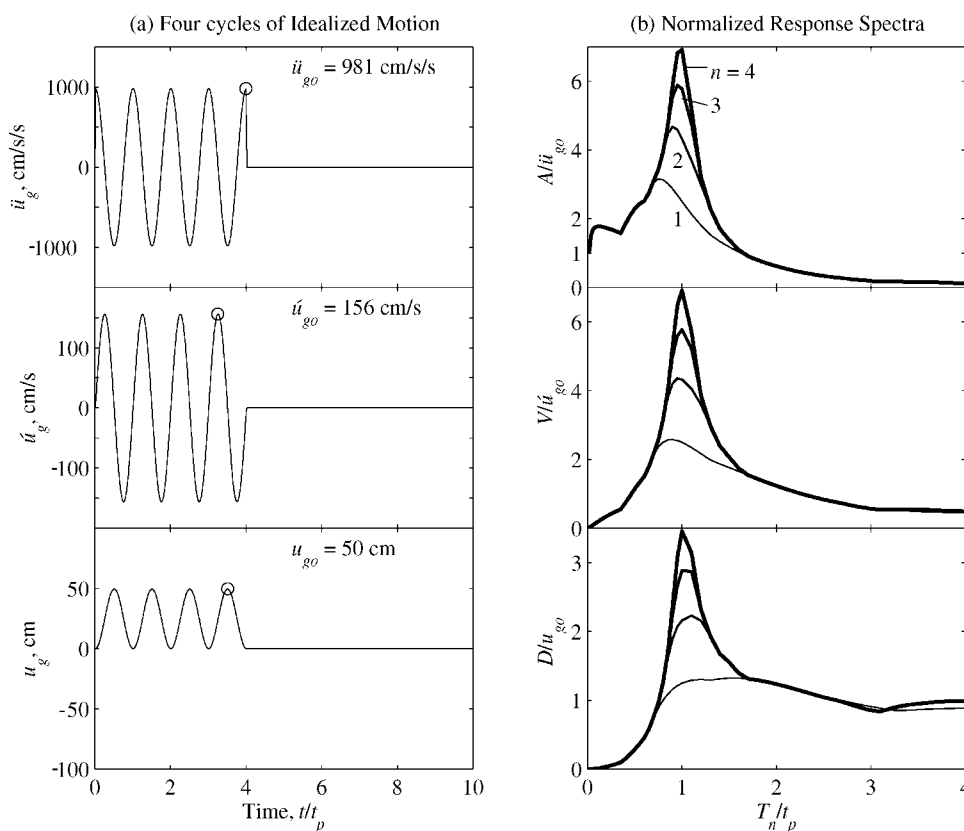 (a) Four cycles of Idealized Motion
ü_go = 981 cm/s/s
1000
0
-1000
ü_g, cm/s/s
ú_go = 156 cm/s
100
0
-100
ú_g, cm/s
u_go = 50 cm
50
0
-50
-100
u_g, cm
0 2 4 6 8 10
Time, t/t_p
(b) Normalized Response Spectra
n = 4
3
2
1
6
4
2
0
A/ü_go
6
4
2
0
V/ú_go
3
2
1
0
D/u_go
0 1 2 3 4
T_n/t_p